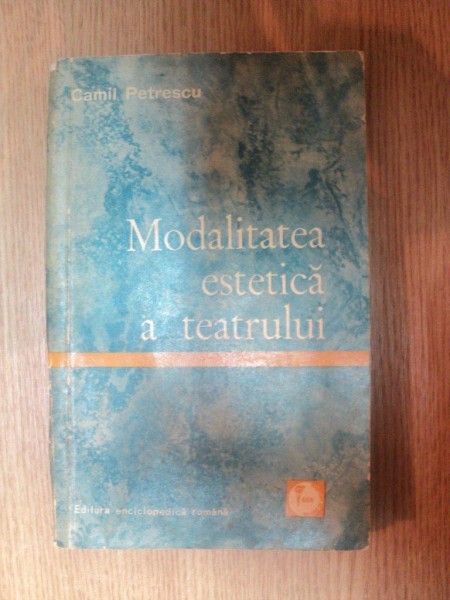 Camil Petrescu
Modalitatea
estetică
a teatrului
Editura enciclopedică română